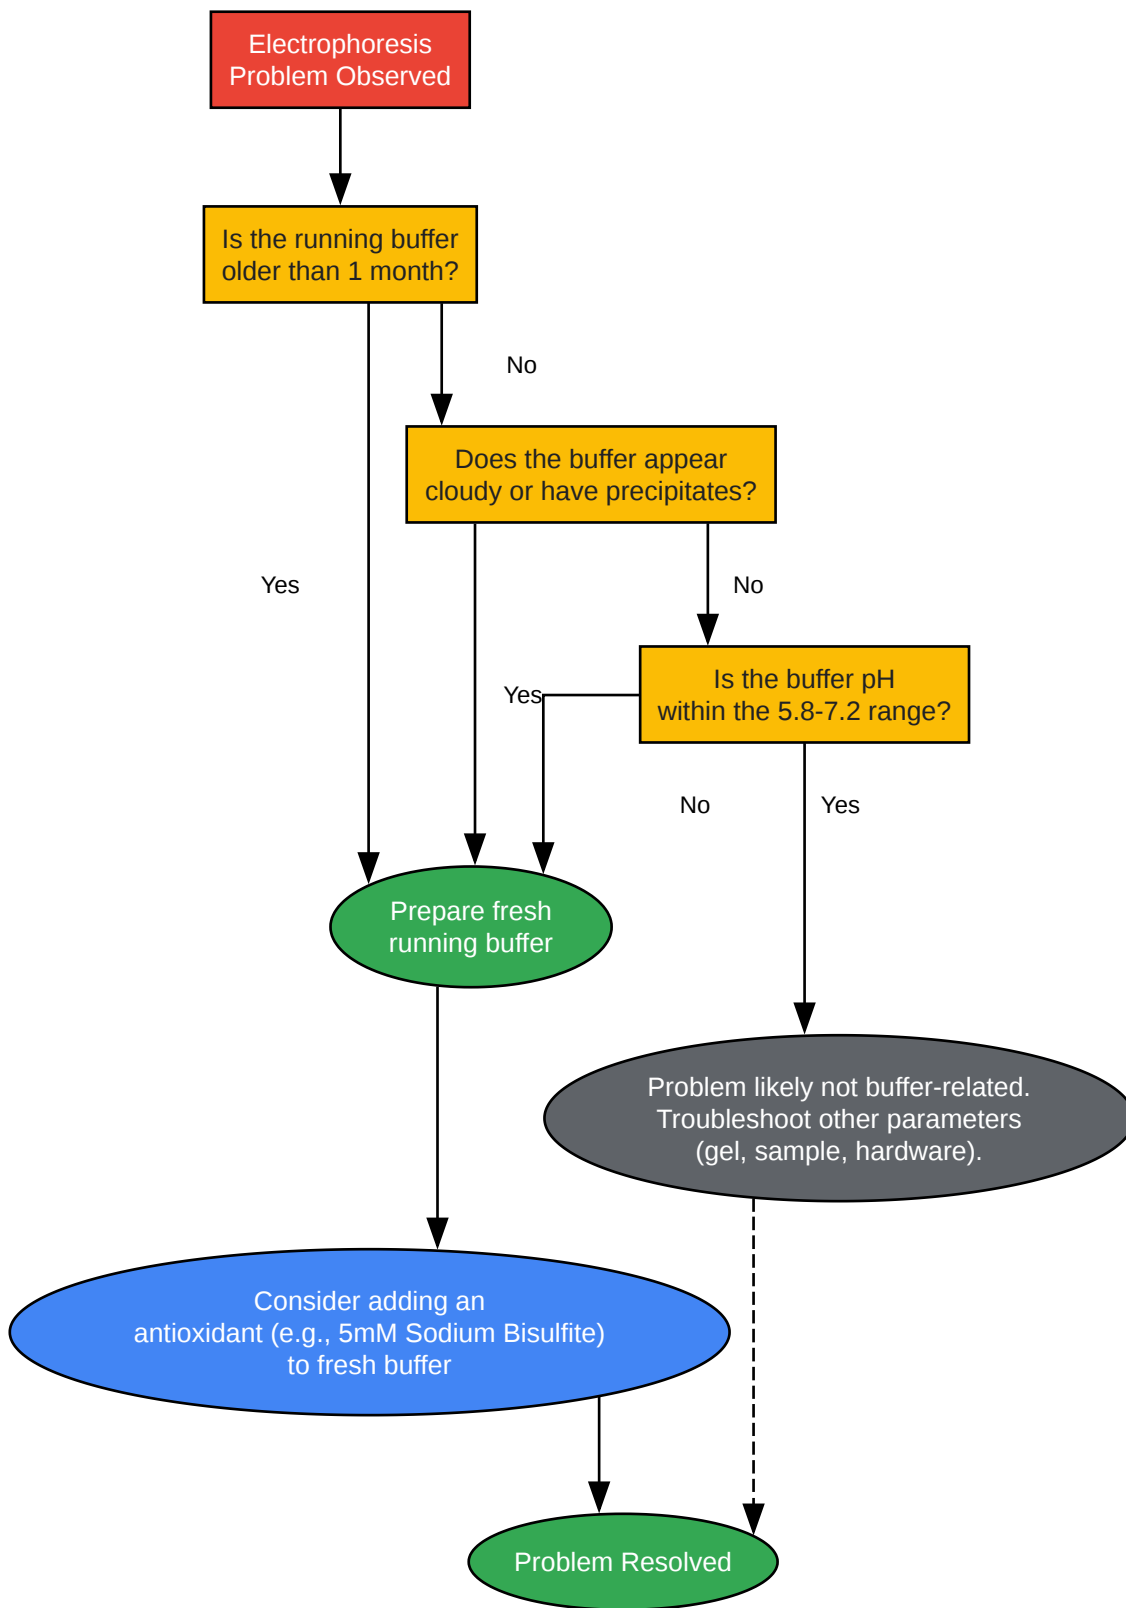 Electrophoresis
Problem Observed
Is the running buffer
older than 1 month?
No
Does the buffer appear
cloudy or have precipitates?
Yes
No
Is the buffer pH
within the 5.8-7.2 range?
Yes
No
Yes
Prepare fresh
running buffer
Problem likely not buffer-related.
Troubleshoot other parameters
(gel, sample, hardware).
Consider adding an
antioxidant (e.g., 5mM Sodium Bisulfite)
to fresh buffer
Problem Resolved